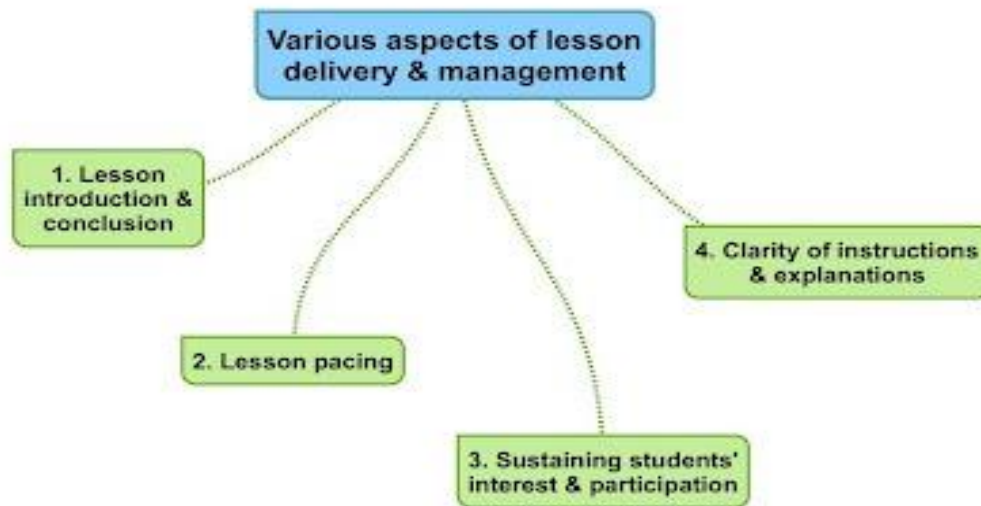 Various aspects of lesson
delivery & management
1. Lesson
introduction &
conclusion
2. Lesson pacing
3. Sustaining students'
interest & participation
4. Clarity of instructions
& explanations